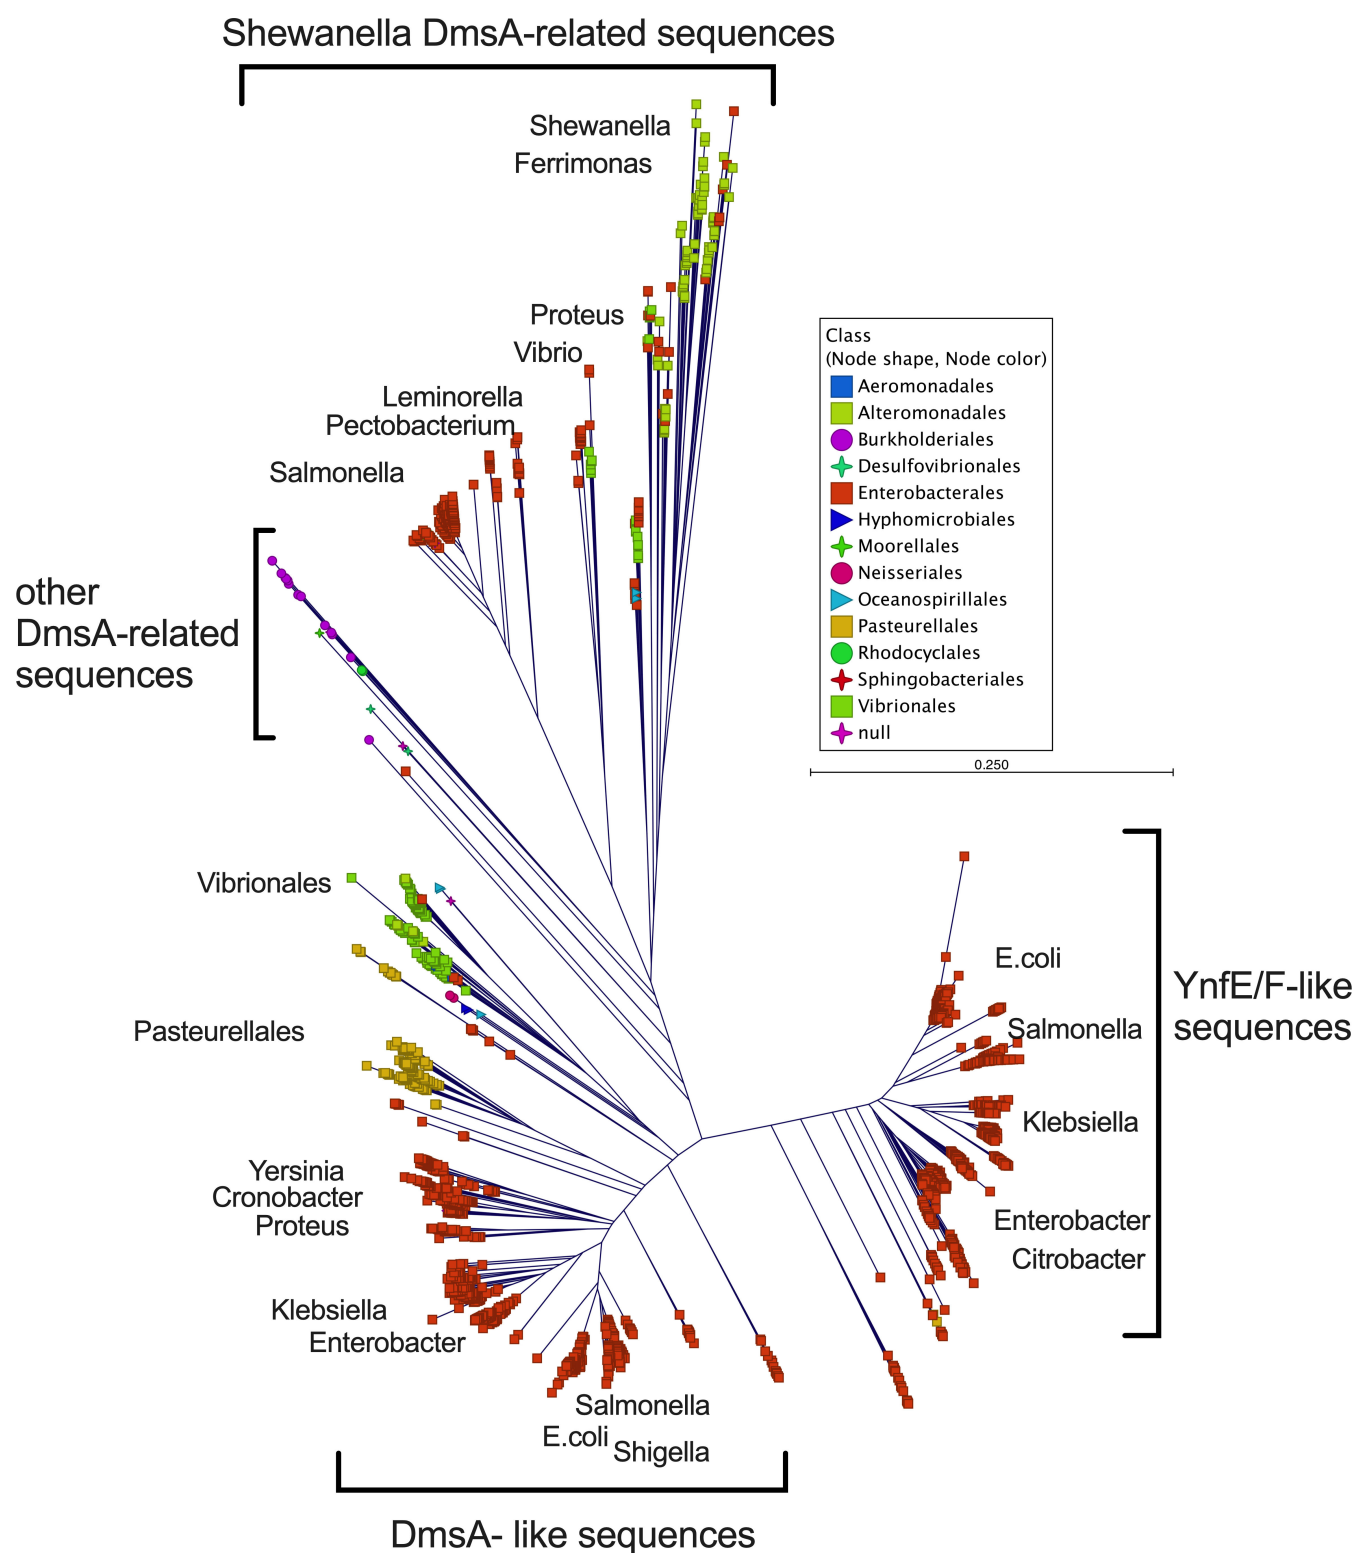 Shewanella DmsA-related sequences
Shewanella
Ferrimonas
Proteus
Vibrio
Leminorella
Pectobacterium
Salmonella
Class
(Node shape, Node color)
Aeromonadales
Alteromonadales
Burkholderiales
Desulfovibrionales
Enterobacterales
Hyphomicrobiales
Moorellales
Neisseriales
Oceanospirillales
Pasteurellales
Rhodocyclales
Sphingobacteriales
Vibrionales
null
0.250
other
DmsA-related
sequences
Vibrionales
Pasteurellales
Yersinia
Cronobacter
Proteus
Klebsiella
Enterobacter
Salmonella
E.coli
Shigella
DmsA- like sequences
E.coli
Salmonella
Klebsiella
Enterobacter
Citrobacter
YnfE/F-like
sequences